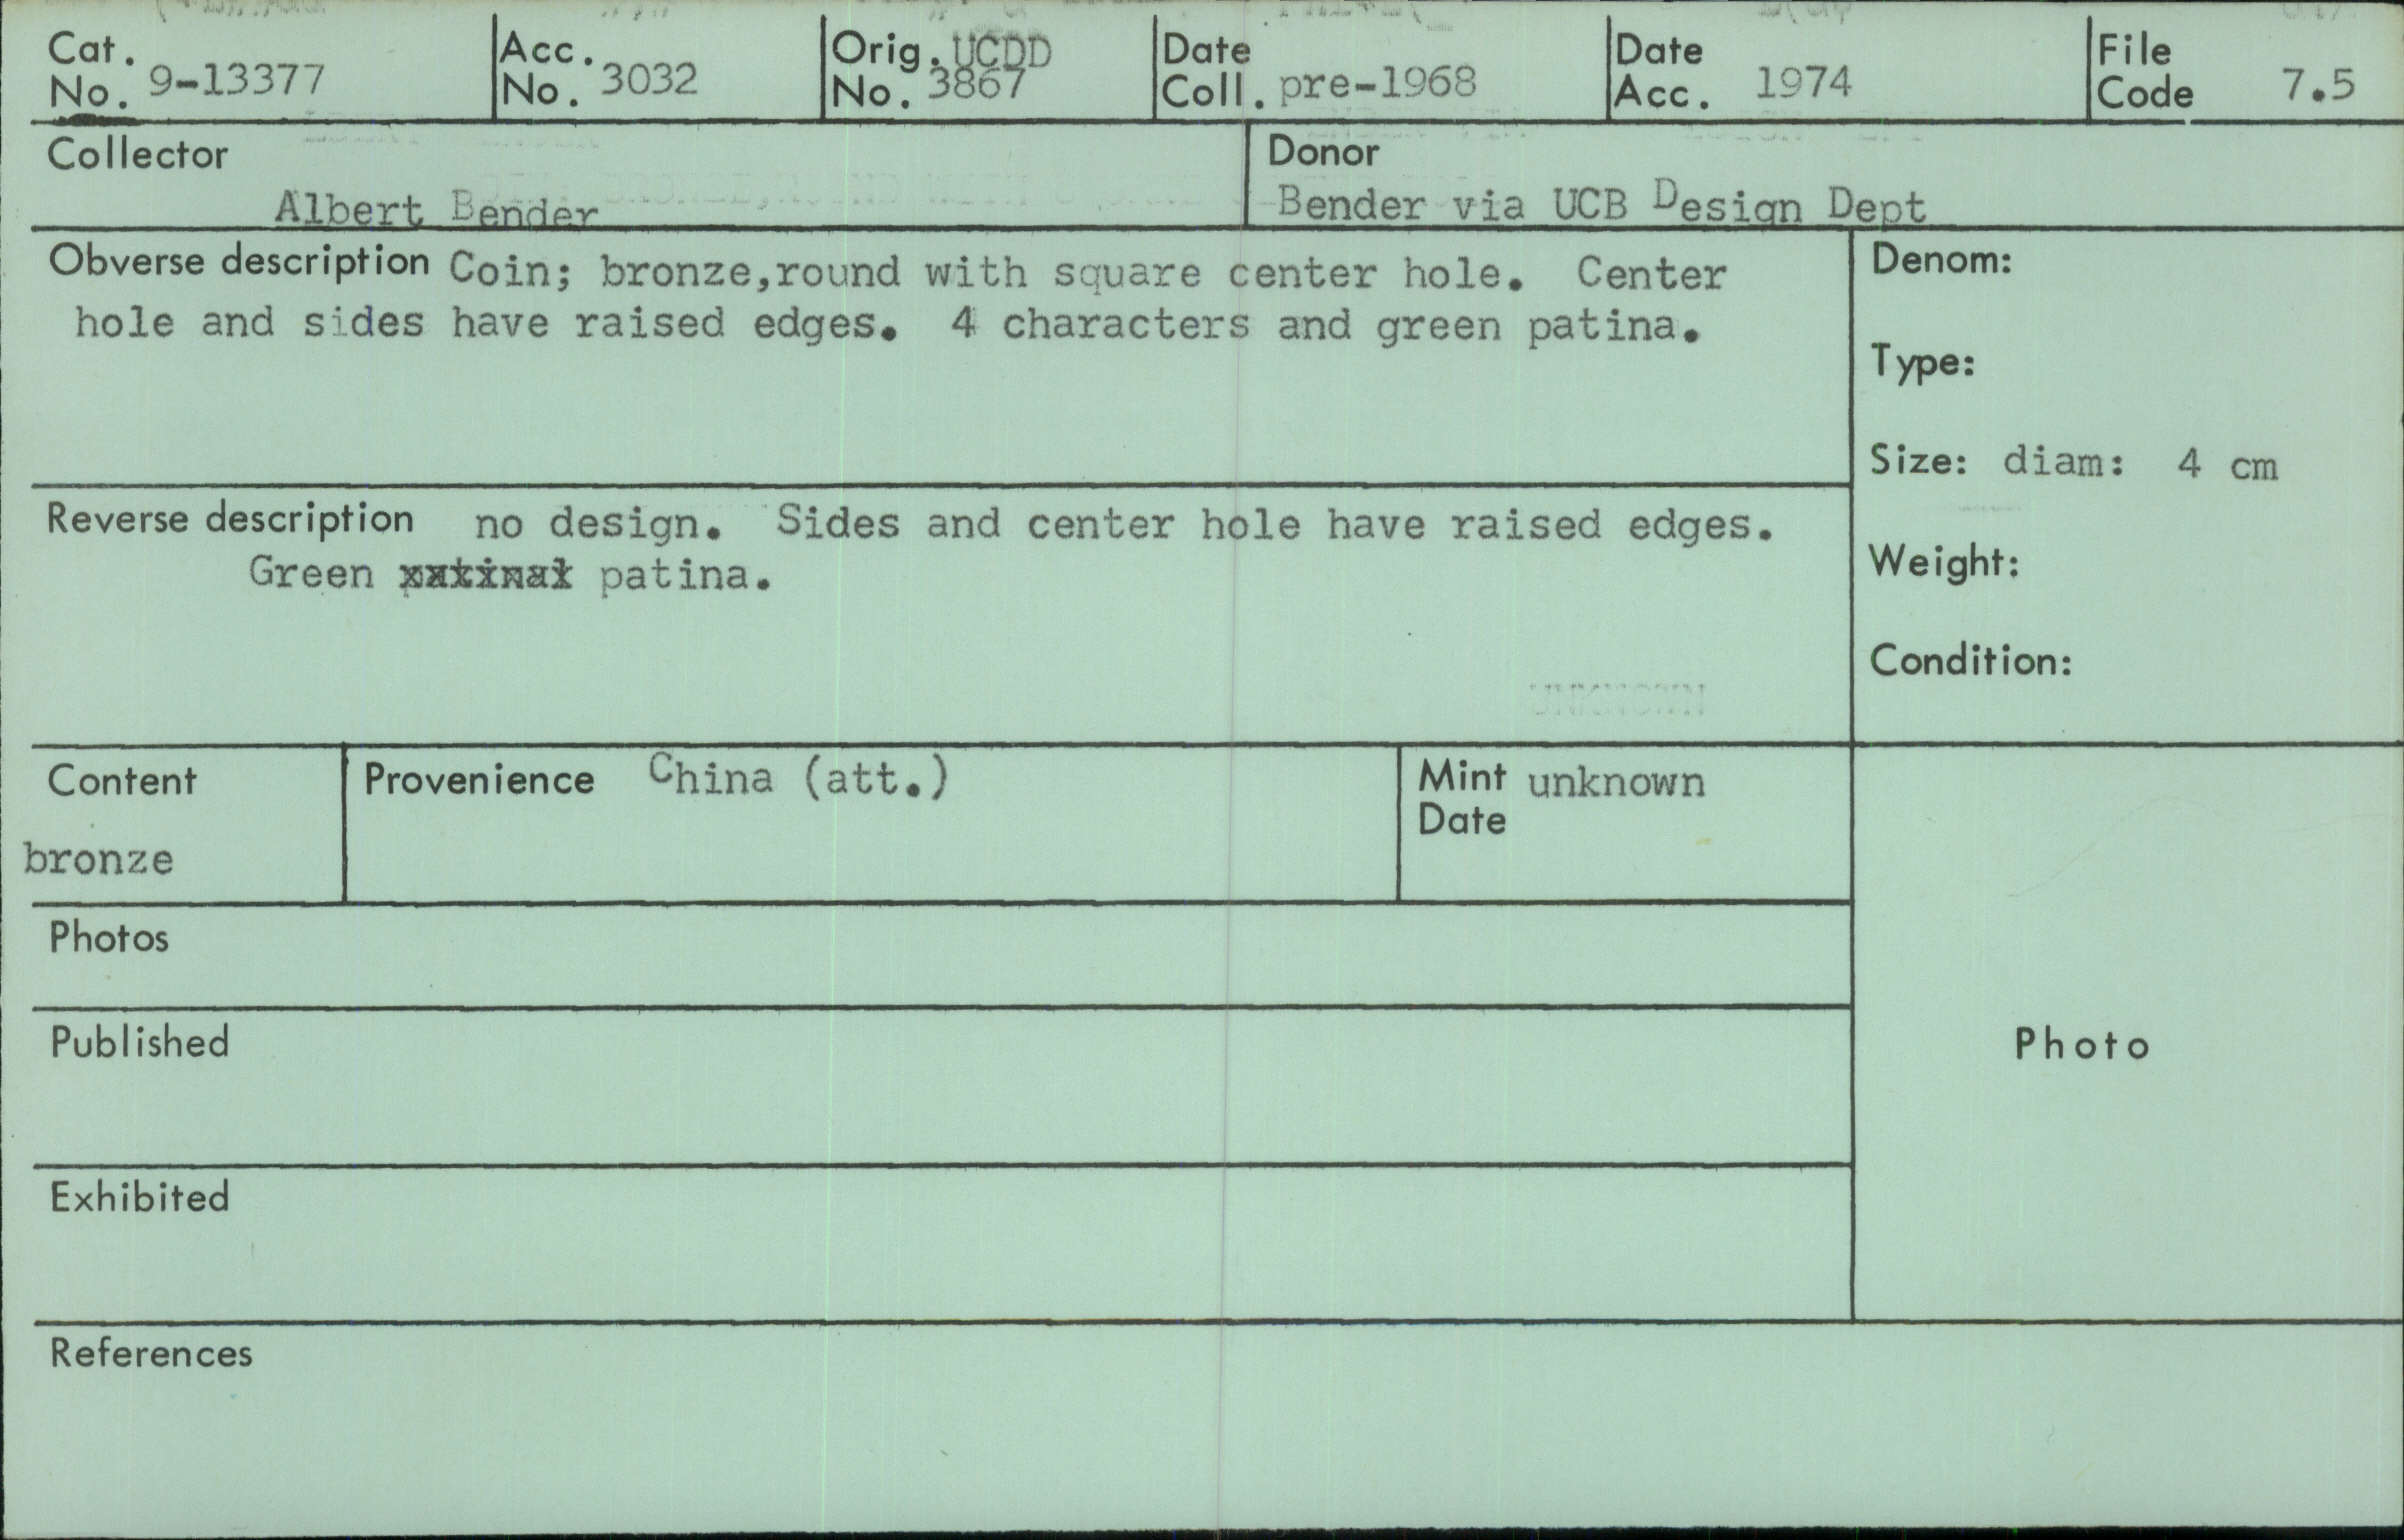 Cat. No. 9-13377
Acc. No. 3032
Orig. No. UCDD 3867
Date Coll. pre-1968
Date Acc. 1974
File Code 7.5
Collector
Albert Bender
Donor
Bender via UCB Design Dept
Obverse description Coin; bronze,round with square center hole. Center
hole and sides have raised edges. 4 characters and green patina.
Denom:
Type:
Size: diam: 4 cm
Weight:
Condition:
Reverse description no design. Sides and center hole have raised edges.
Green patina.
Content
bronze
Provenience China (att.)
Mint Date unknown
Photos
Published
Exhibited
Photo
References